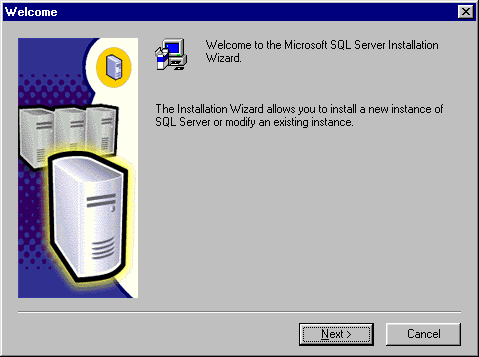 Welcome
Welcome to the Microsoft SQL Server Installation
Wizard.
The Installation Wizard allows you to install a new instance of
SQL Server or modify an existing instance.
Next >
Cancel